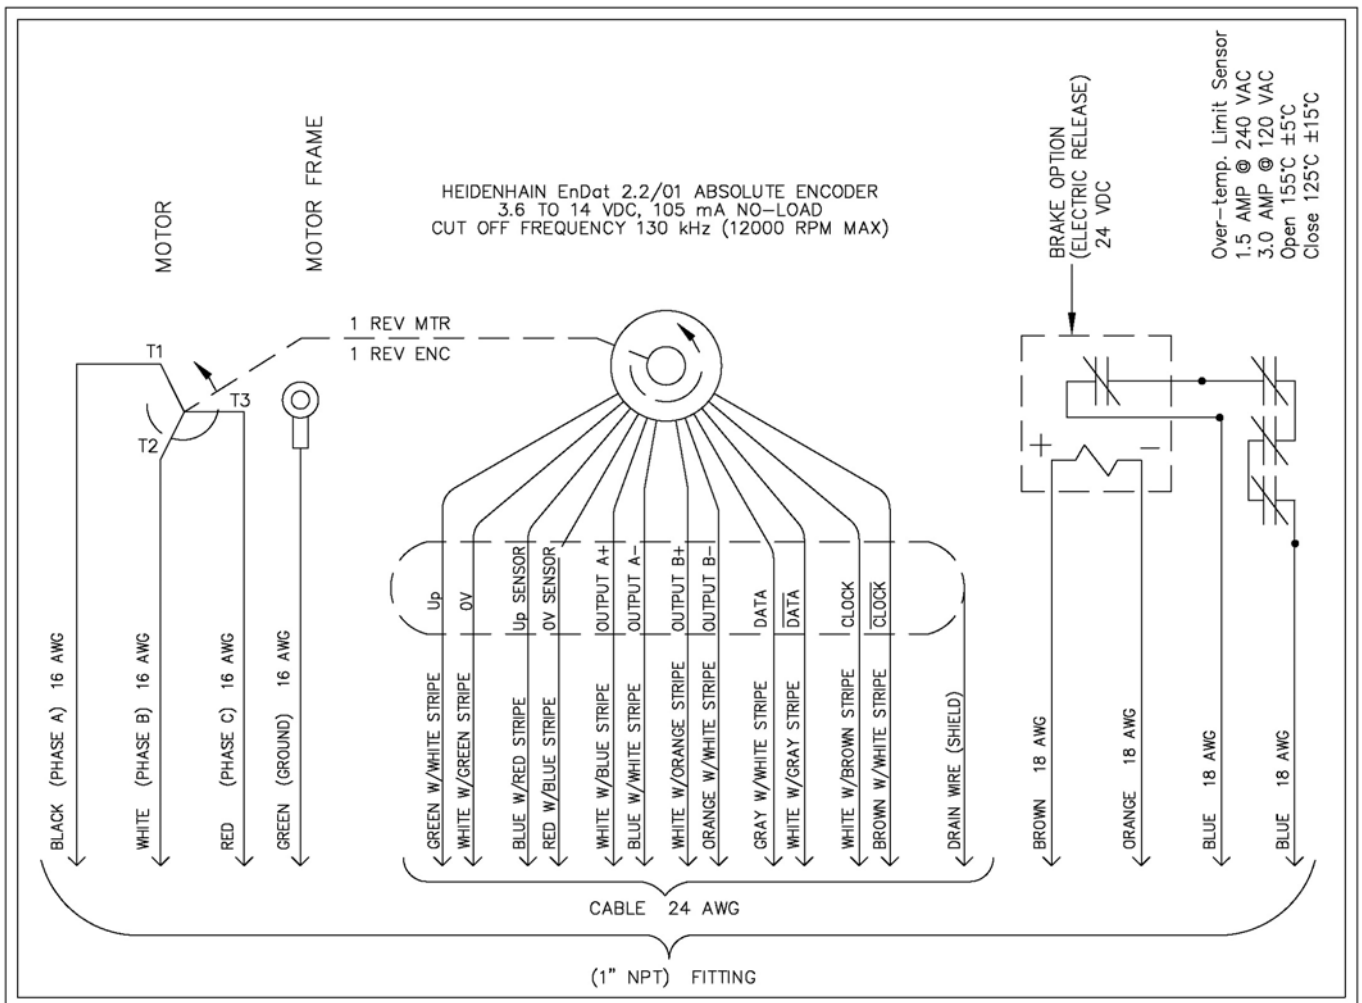 MOTOR
MOTOR FRAME
HEIDENHAIN EnDat 2.2/01 ABSOLUTE ENCODER
3.6 TO 14 VDC, 105 mA NO-LOAD
CUT OFF FREQUENCY 130 kHz (12000 RPM MAX)
BRAKE OPTION
(ELECTRIC RELEASE)
24 VDC
Over-temp. Limit Sensor
1.5 AMP @ 240 VAC
3.0 AMP @ 120 VAC
Open 155°C ±5°C
Close 125°C ±15°C
1 REV MTR
1 REV ENC
T1
T3
T2
+
-
Up
0V
Up SENSOR
0V SENSOR
OUTPUT A+
OUTPUT A-
OUTPUT B+
OUTPUT B-
DATA
DATA
CLOCK
CLOCK
BLACK (PHASE A) 16 AWG
WHITE (PHASE B) 16 AWG
RED (PHASE C) 16 AWG
GREEN (GROUND) 16 AWG
GREEN W/WHITE STRIPE
WHITE W/GREEN STRIPE
BLUE W/RED STRIPE
RED W/BLUE STRIPE
WHITE W/BLUE STRIPE
BLUE W/WHITE STRIPE
WHITE W/ORANGE STRIPE
ORANGE W/WHITE STRIPE
GRAY W/WHITE STRIPE
WHITE W/GRAY STRIPE
WHITE W/BROWN STRIPE
BROWN W/WHITE STRIPE
DRAIN WIRE (SHIELD)
BROWN 18 AWG
ORANGE 18 AWG
BLUE 18 AWG
BLUE 18 AWG
CABLE 24 AWG
(1" NPT) FITTING